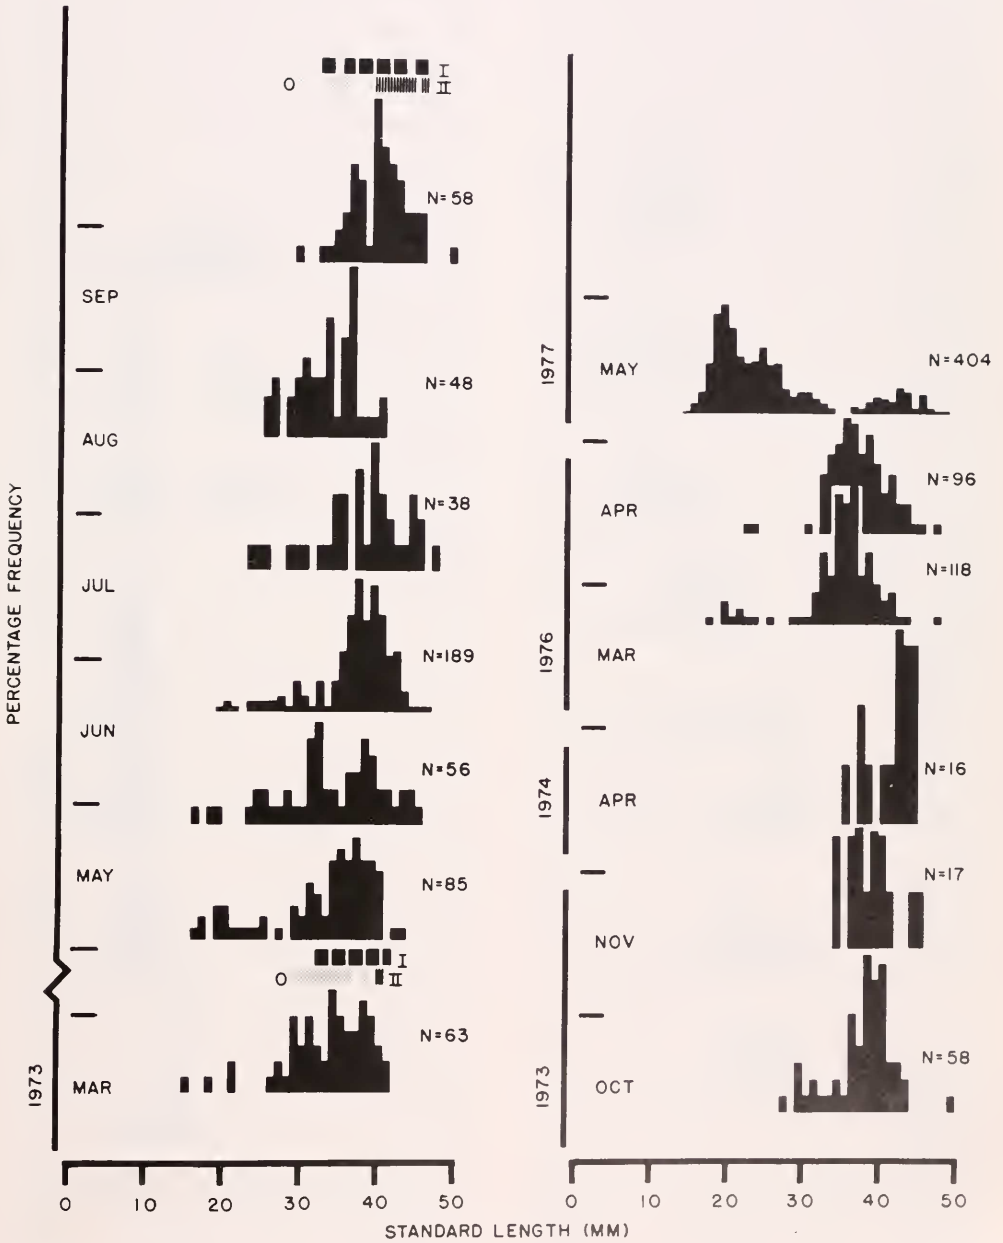 I
O II
N=58
SEP
N=48
AUG
N=38
JUL
N=189
JUN
N=56
MAY
N=85
I
O II
N=63
MAR
1973
PERCENTAGE FREQUENCY
0 10 20 30 40 50
1977
MAY
N=404
APR
N=96
N=118
1976
MAR
1974
APR
N=16
NOV
N=17
1973
OCT
N=58
0 10 20 30 40 50
STANDARD LENGTH (MM)